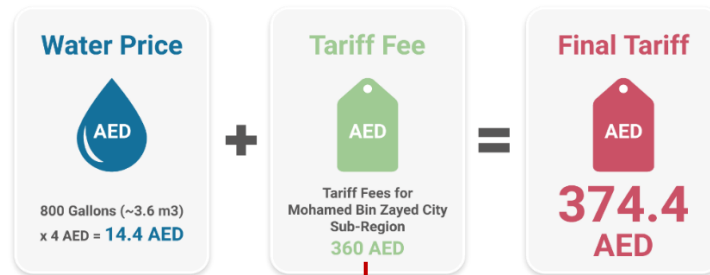 Water Price
AED
800 Gallons (~3.6 m3)
x 4 AED = 14.4 AED
+
Tariff Fee
AED
Tariff Fees for
Mohamed Bin Zayed City
Sub-Region
360 AED
=
Final Tariff
AED
374.4
AED